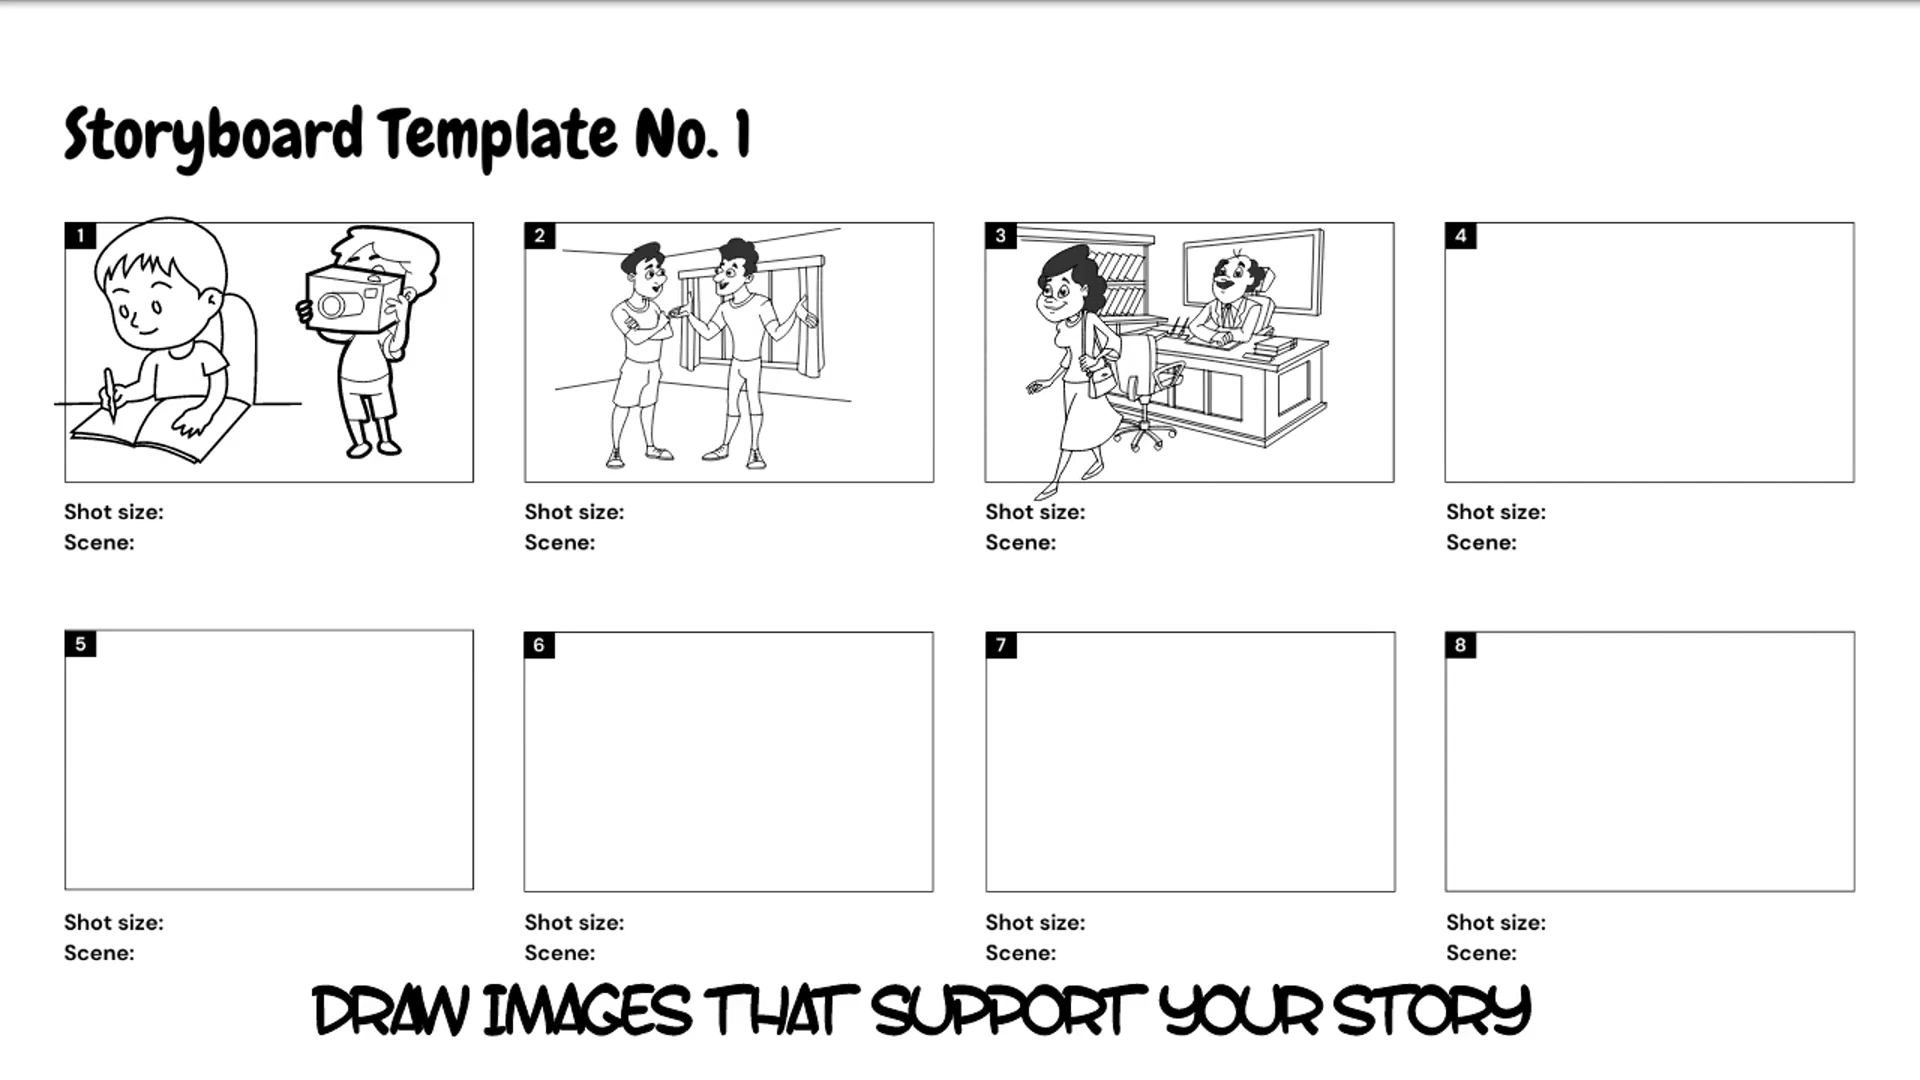 Storyboard Template No. 1
1
2
3
4
Shot size:
Scene:
Shot size:
Scene:
Shot size:
Scene:
Shot size:
Scene:
5
6
7
8
Shot size:
Scene:
Shot size:
Scene:
Shot size:
Scene:
Shot size:
Scene:
DRAW IMAGES THAT SUPPORT YOUR STORY